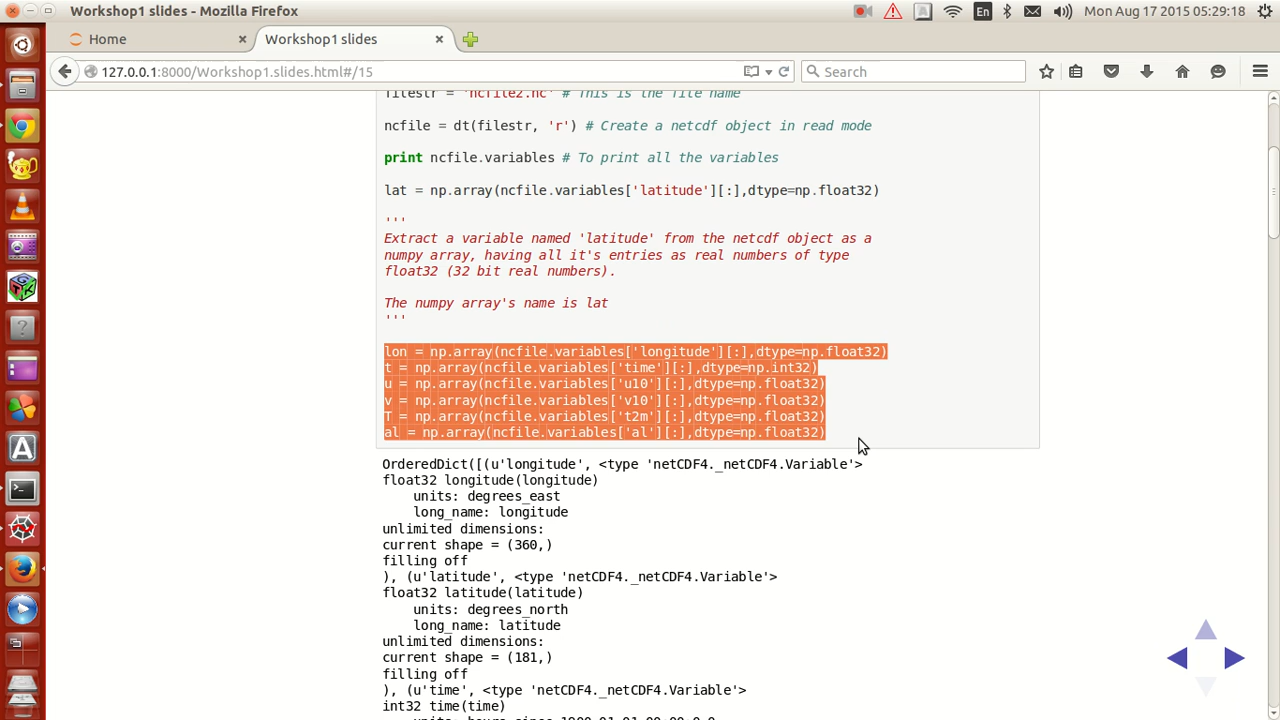 Workshop1 slides - Mozilla Firefox
En
Mon Aug 17 2015 05:29:18
Home
Workshop1 slides
127.0.0.1:8000/Workshop1.slides.html#/15
Search
filestr = 'ncfile2.nc' # This is the file name
ncfile = dt(filestr, 'r') # Create a netcdf object in read mode
print ncfile.variables # To print all the variables
lat = np.array(ncfile.variables['latitude'][:],dtype=np.float32)
'''
Extract a variable named 'latitude' from the netcdf object as a
numpy array, having all it's entries as real numbers of type
float32 (32 bit real numbers).
The numpy array's name is lat
'''
lon = np.array(ncfile.variables['longitude'][:],dtype=np.float32)
t = np.array(ncfile.variables['time'][:],dtype=np.int32)
u = np.array(ncfile.variables['u10'][:],dtype=np.float32)
v = np.array(ncfile.variables['v10'][:],dtype=np.float32)
T = np.array(ncfile.variables['t2m'][:],dtype=np.float32)
al = np.array(ncfile.variables['al'][:],dtype=np.float32)
OrderedDict([(u'longitude', <type 'netCDF4._netCDF4.Variable'>
float32 longitude(longitude)
    units: degrees_east
    long_name: longitude
unlimited dimensions:
current shape = (360,)
filling off
), (u'latitude', <type 'netCDF4._netCDF4.Variable'>
float32 latitude(latitude)
    units: degrees_north
    long_name: latitude
unlimited dimensions:
current shape = (181,)
filling off
), (u'time', <type 'netCDF4._netCDF4.Variable'>
int32 time(time)